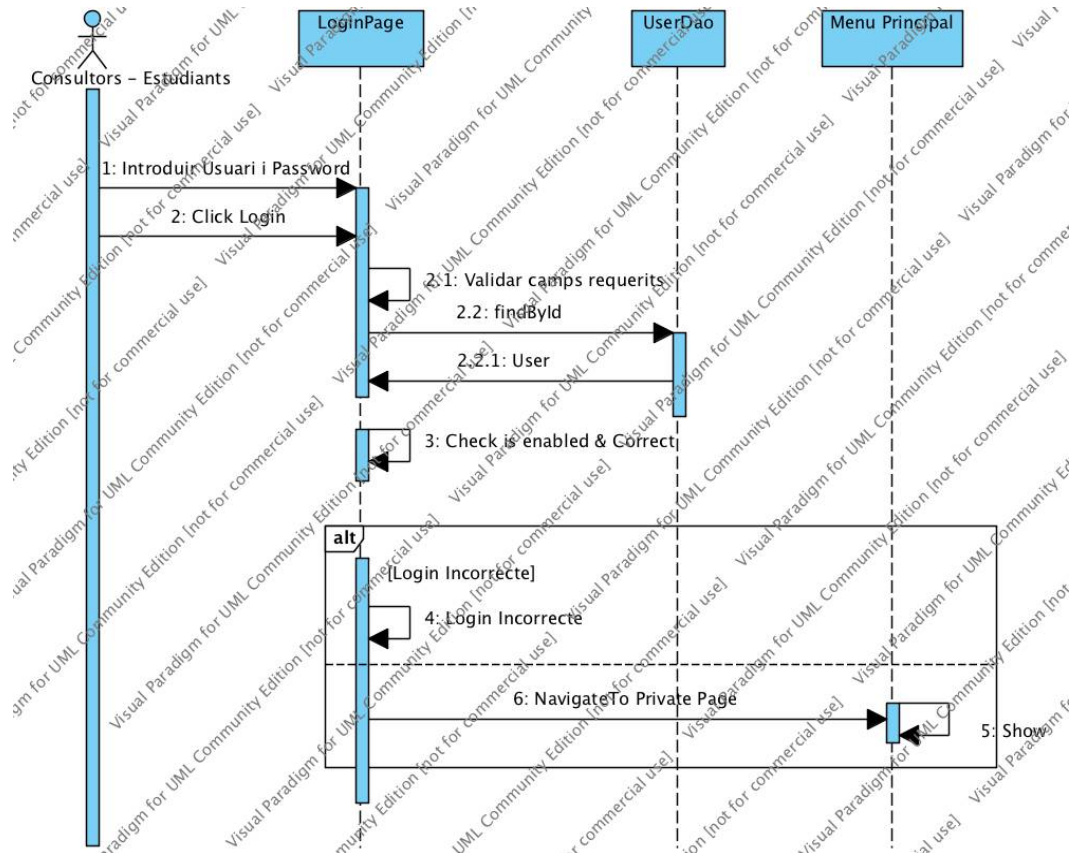 LoginPage
UserDao
Menu Principal
Consultors – Estudiants
1: Introduir Usuari i Password
2: Click Login
2.1: Validar camps requerits
2.2: findById
2.2.1: User
3: Check is enabled & Correct
alt
[Login Incorrecte]
4: Login Incorrecte
6: NavigateTo Private Page
5: Show
Visual Paradigm for UML Community Edition [not for commercial use]